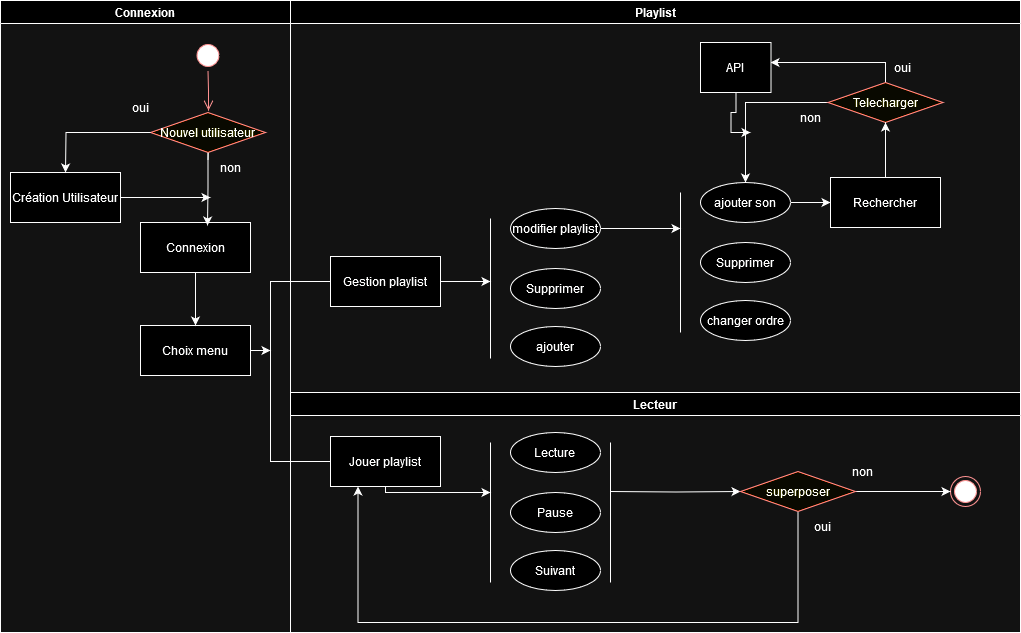 Connexion
oui
Nouvel utilisateur
non
Création Utilisateur
Connexion
Choix menu
Playlist
API
oui
Telecharger
non
ajouter son
Rechercher
modifier playlist
Supprimer
Gestion playlist
Supprimer
changer ordre
ajouter
Lecteur
Lecture
Jouer playlist
non
superposer
Pause
oui
Suivant